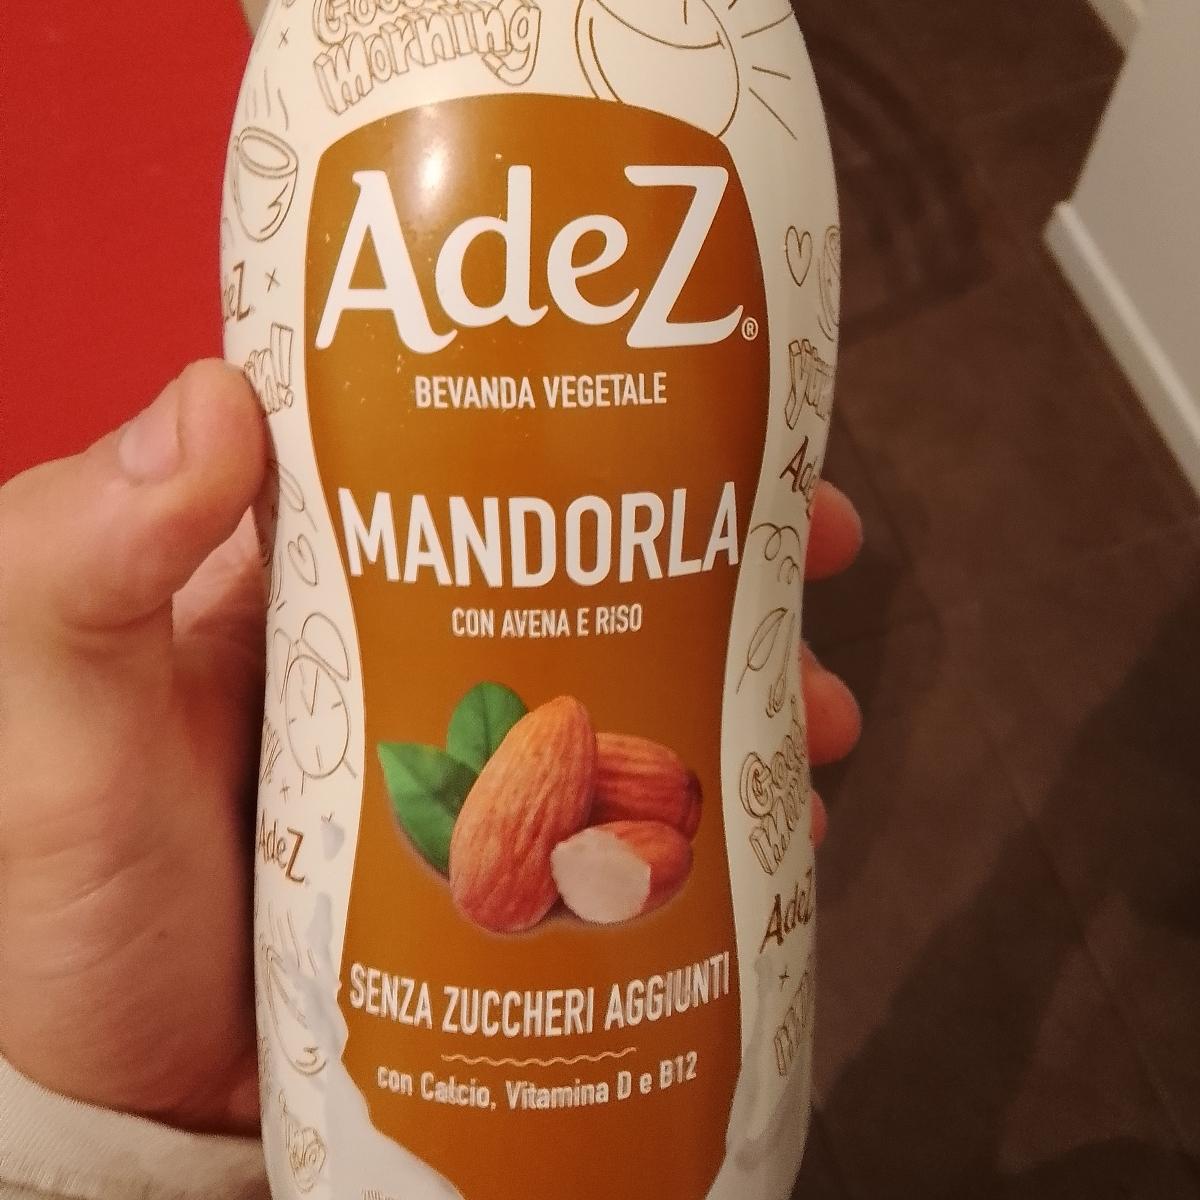 Good
Morning
AdeZ®
BEVANDA VEGETALE
MANDORLA
CON AVENA E RISO
SENZA ZUCCHERI AGGIUNTI
con Calcio, Vitamina D e B12
AdeZ
AdeZ